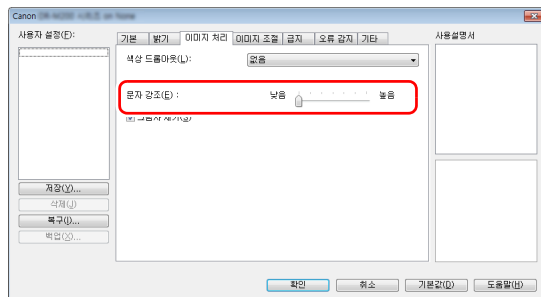 Canon
사용자 설정(F):
기본 밝기 이미지 처리 이미지 조절 급지 오류 감지 기타
사용설명서
색상 드롭아웃(L): 없음
문자 강조(E) : 낮음 높음
저장(Y)...
삭제(J)
복구(I)...
백업(X)...
확인 취소 기본값(D) 도움말(H)